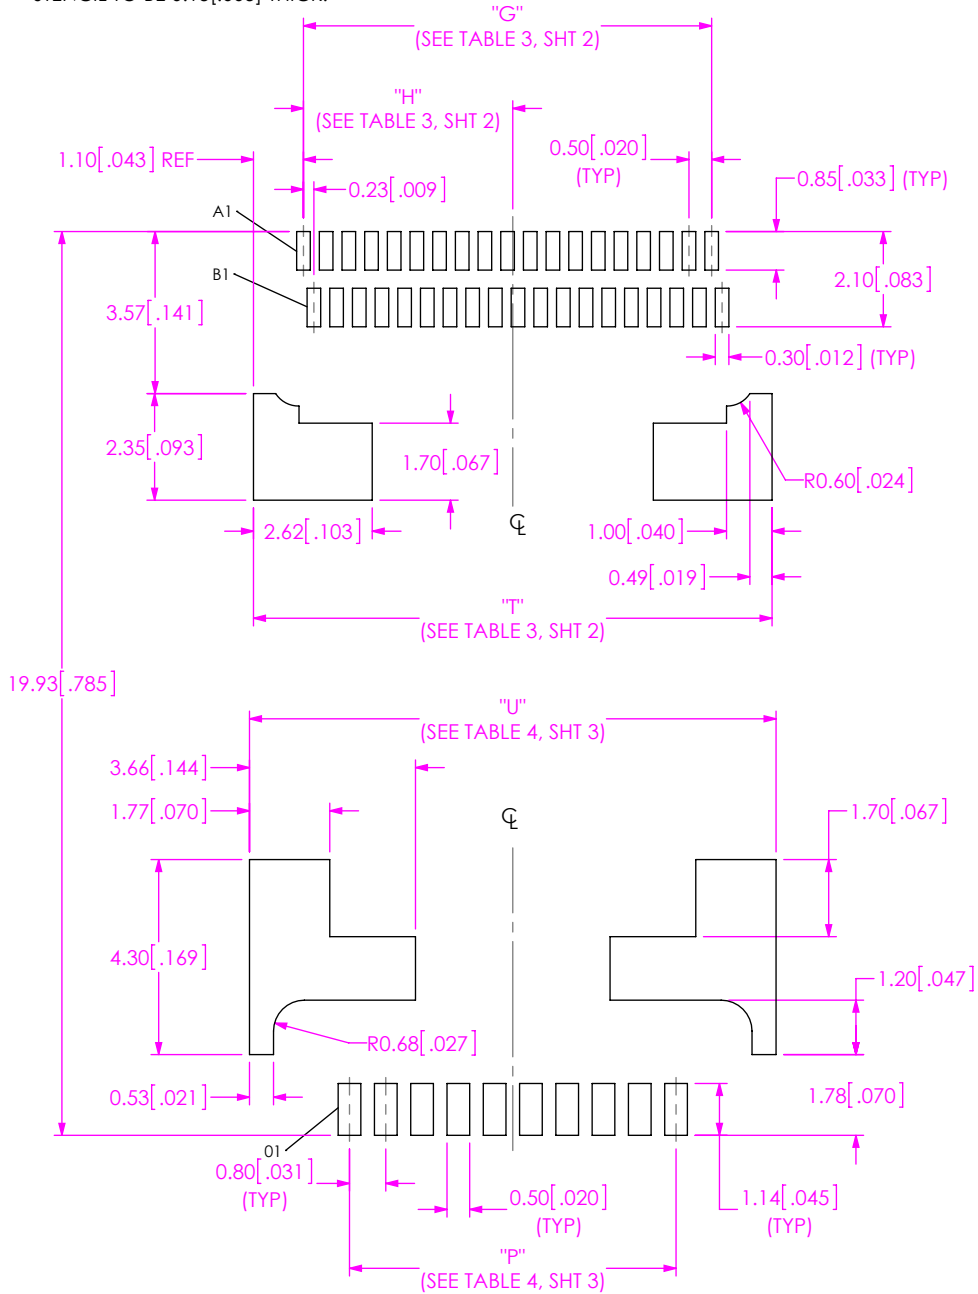 "G"
(SEE TABLE 3, SHT 2)
"H"
(SEE TABLE 3, SHT 2)
1.10[.043] REF
0.50[.020]
(TYP)
0.23[.009]
0.85[.033] (TYP)
A1
B1
2.10[.083]
3.57[.141]
0.30[.012] (TYP)
2.35[.093]
1.70[.067]
R0.60[.024]
2.62[.103]
℄
1.00[.040]
0.49[.019]
"T"
(SEE TABLE 3, SHT 2)
19.93[.785]
"U"
(SEE TABLE 4, SHT 3)
3.66[.144]
1.77[.070]
℄
1.70[.067]
4.30[.169]
1.20[.047]
R0.68[.027]
0.53[.021]
1.78[.070]
01
0.80[.031]
(TYP)
0.50[.020]
(TYP)
1.14[.045]
(TYP)
"P"
(SEE TABLE 4, SHT 3)